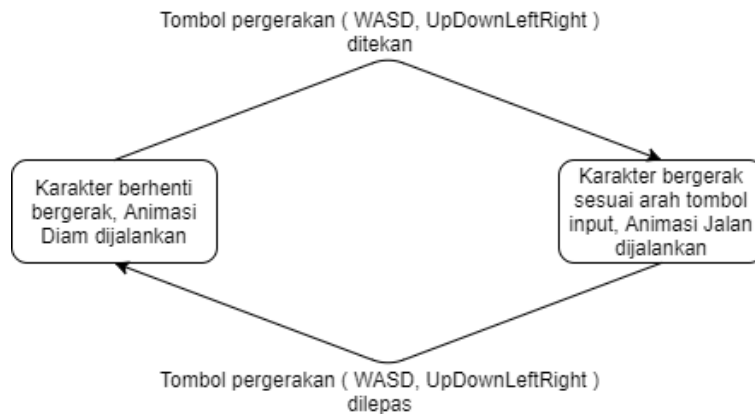 Tombol pergerakan ( WASD, UpDownLeftRight )
ditekan
Karakter berhenti
bergerak, Animasi
Diam dijalankan
Karakter bergerak
sesuai arah tombol
input, Animasi Jalan
dijalankan
Tombol pergerakan ( WASD, UpDownLeftRight )
dilepas